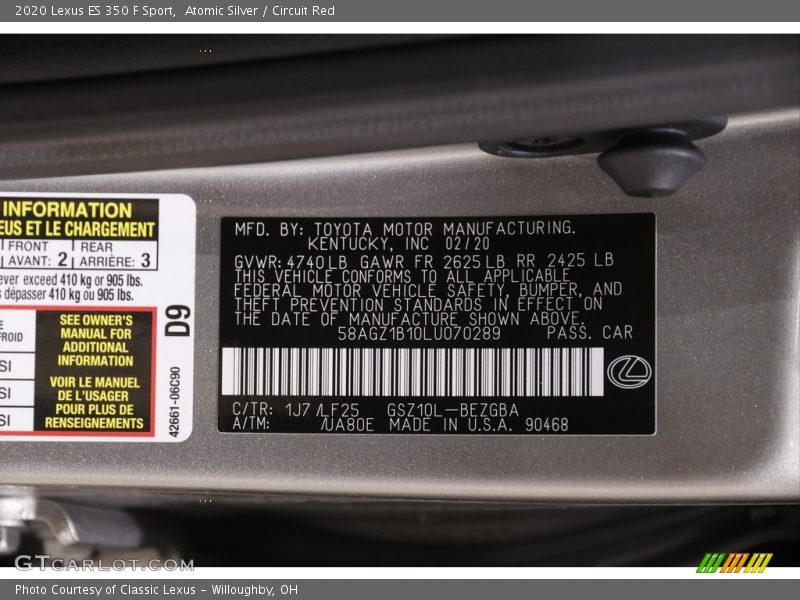 2020 Lexus ES 350 F Sport,  Atomic Silver / Circuit Red
INFORMATION
EUS ET LE CHARGEMENT
FRONT
AVANT: 2
REAR
ARRIÈRE: 3
ever exceed 410 kg or 905 lbs.
s dépasser 410 kg ou 905 lbs.
E
FROID
SI
SI
SI
SEE OWNER'S
MANUAL FOR
ADDITIONAL
INFORMATION
VOIR LE MANUEL
DE L'USAGER
POUR PLUS DE
RENSEIGNEMENTS
D9
42661-06C90
MFD. BY: TOYOTA MOTOR MANUFACTURING.
KENTUCKY, INC 02/20
GVWR: 4740 LB GAWR FR 2625 LB RR 2425 LB
THIS VEHICLE CONFORMS TO ALL APPLICABLE
FEDERAL MOTOR VEHICLE SAFETY, BUMPER, AND
THEFT PREVENTION STANDARDS IN EFFECT ON
THE DATE OF MANUFACTURE SHOWN ABOVE.
58AGZ1B10LU070289 PASS. CAR
C/TR: 1J7 /LF25 GSZ10L-BEZGBA
A/TM: /UA80E MADE IN U.S.A. 90468
GTCARLOT.COM
Photo Courtesy of Classic Lexus - Willoughby, OH